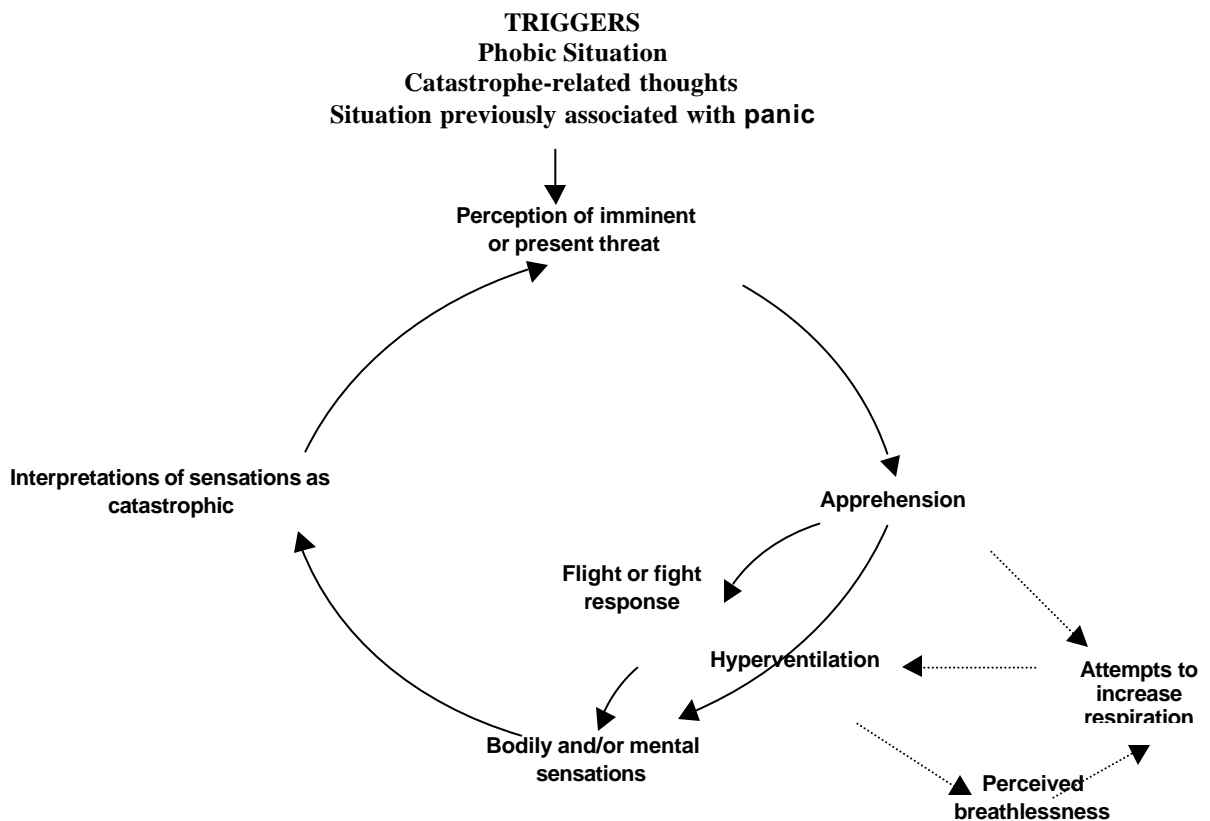 TRIGGERS
Phobic Situation
Catastrophe-related thoughts
Situation previously associated with panic
Perception of imminent
or present threat
Interpretations of sensations as
catastrophic
Apprehension
Flight or fight
response
Hyperventilation
Attempts to
increase
respiration
Bodily and/or mental
sensations
Perceived
breathlessness